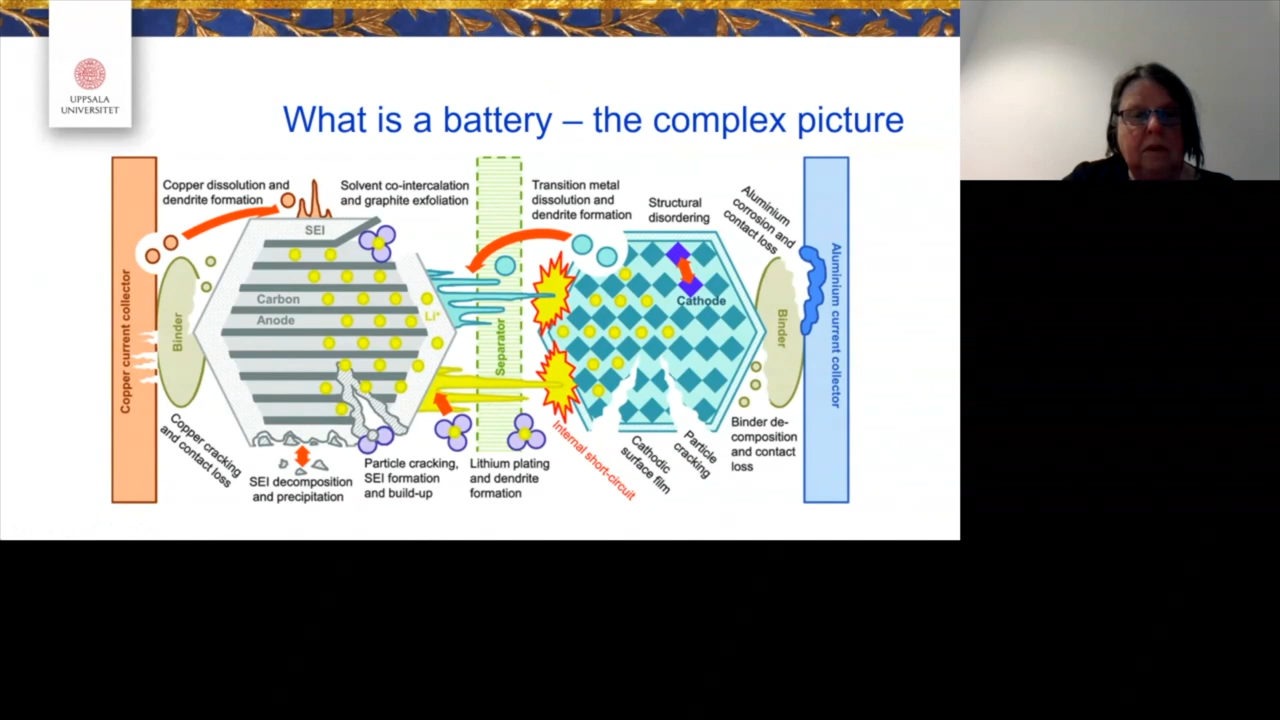 UPPSALA
UNIVERSITET
What is a battery – the complex picture
Copper dissolution and
dendrite formation
Solvent co-intercalation
and graphite exfoliation
Transition metal
dissolution and
dendrite formation
Structural
disordering
Aluminium
corrosion and
contact loss
SEI
Copper current collector
Binder
Carbon
Anode
Li⁺
Separator
Cathode
Binder
Aluminium current collector
Copper cracking
and contact loss
SEI decomposition
and precipitation
Particle cracking,
SEI formation
and build-up
Lithium plating
and dendrite
formation
Internal short-circuit
Cathodic
surface film
Particle
cracking
Binder de-
composition
and contact
loss